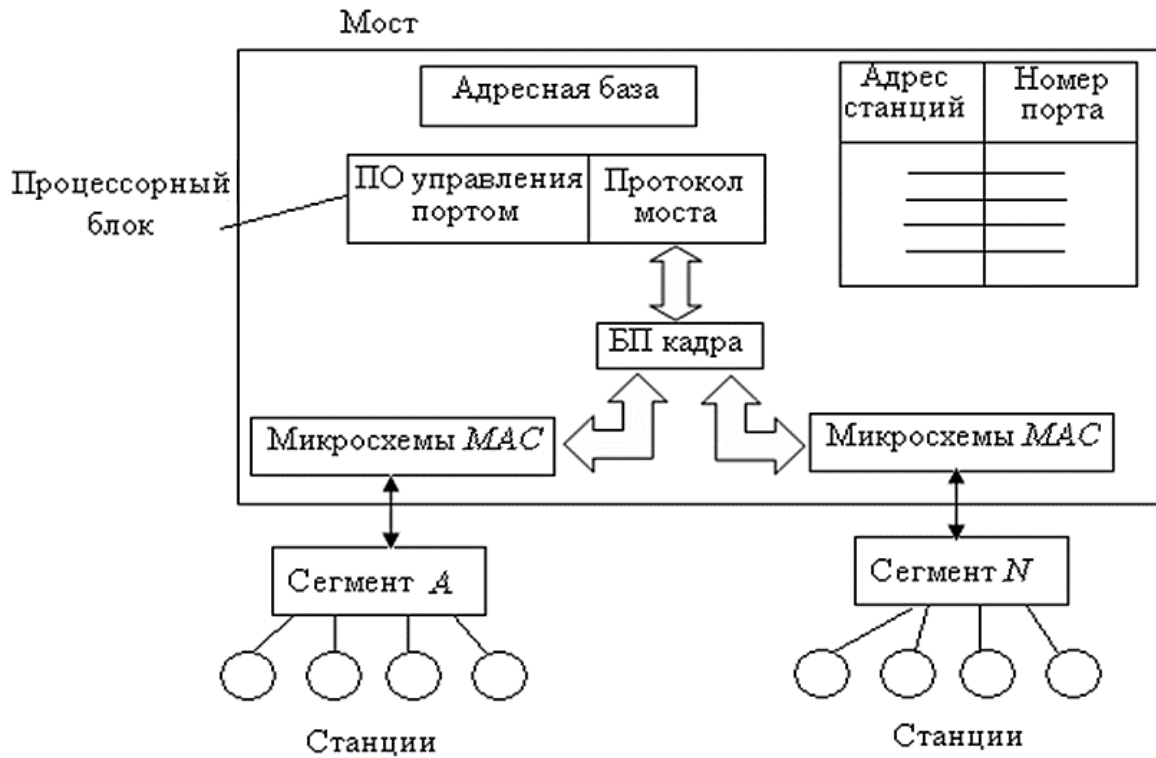 Мост
Адресная база
Адрес
станций
Номер
порта
Процессорный
блок
ПО управления
портом
Протокол
моста
БП кадра
Микросхемы MAC
Микросхемы MAC
Сегмент A
Сегмент N
Станции
Станции